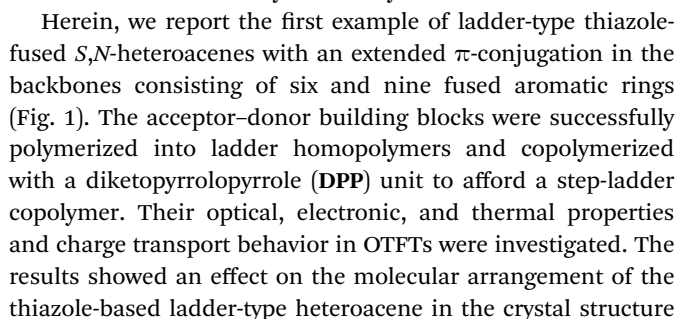 Herein, we report the first example of ladder-type thiazole-
fused S,N-heteroacenes with an extended π-conjugation in the
backbones consisting of six and nine fused aromatic rings
(Fig. 1). The acceptor–donor building blocks were successfully
polymerized into ladder homopolymers and copolymerized
with a diketopyrrolopyrrole (DPP) unit to afford a step-ladder
copolymer. Their optical, electronic, and thermal properties
and charge transport behavior in OTFTs were investigated. The
results showed an effect on the molecular arrangement of the
thiazole-based ladder-type heteroacene in the crystal structure